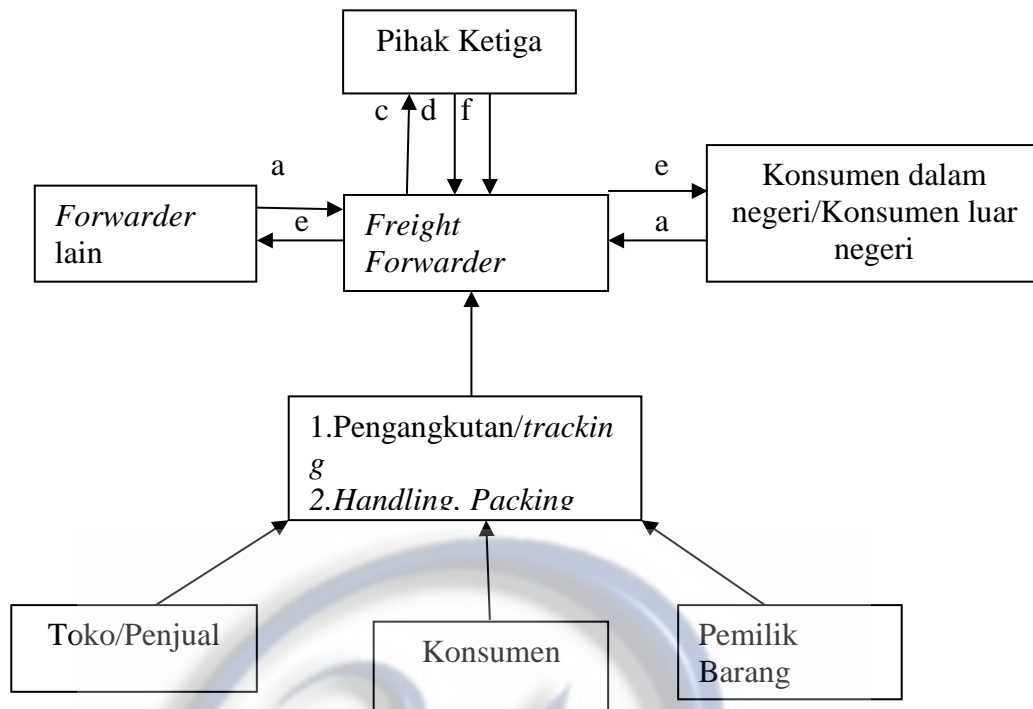 Pihak Ketiga
c d f
a
e
Forwarder
lain
e
Freight
Forwarder
a
Konsumen dalam
negeri/Konsumen luar
negeri
1.Pengangkutan/trackin
g
2.Handling. Packing
Toko/Penjual
Konsumen
Pemilik
Barang